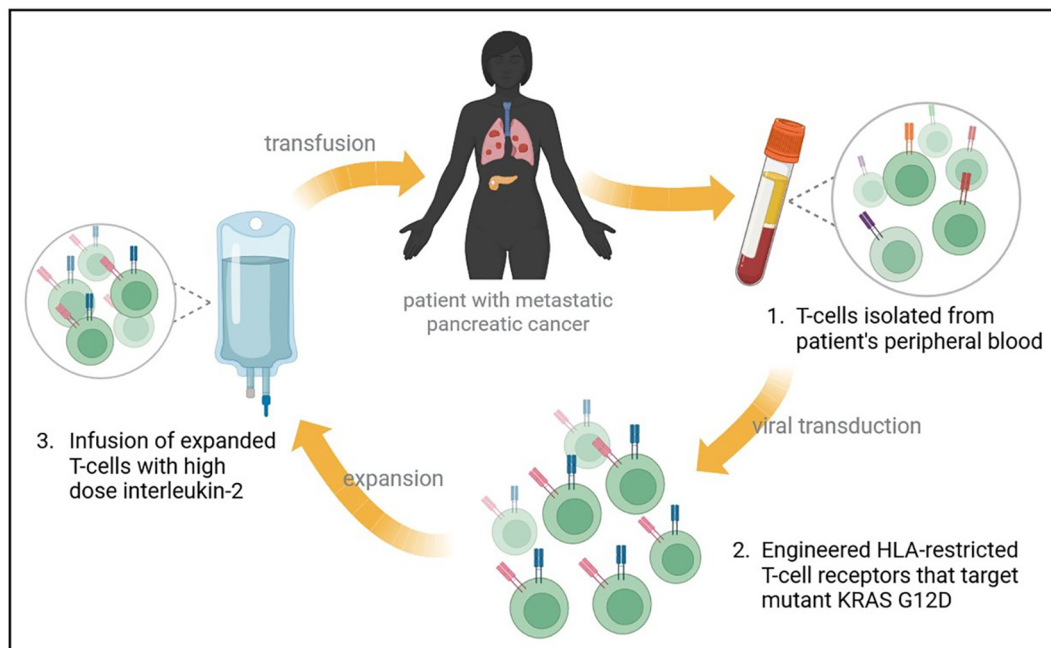 transfusion
patient with metastatic
pancreatic cancer
1. T-cells isolated from
patient's peripheral blood
viral transduction
2. Engineered HLA-restricted
T-cell receptors that target
mutant KRAS G12D
expansion
3. Infusion of expanded
T-cells with high
dose interleukin-2